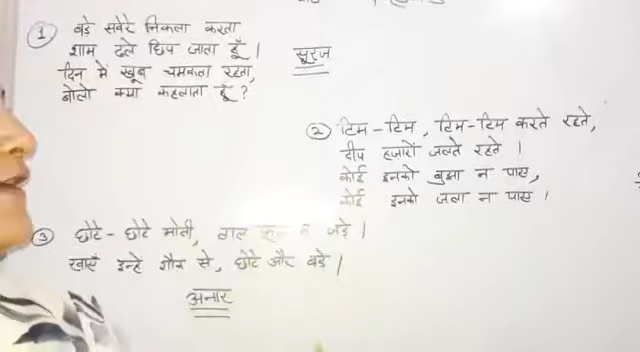 ① बड़े सवेरे निकला करता
शाम ढले छिप जाता हूँ।
दिन में खूब चमकता रहता,
बोलो क्या कहलाता हूँ?
सूरज
② टिम-टिम, टिम-टिम करते रहते,
दीप हजारों जलते रहते।
कोई इनको बुझा न पाए,
कोई इनको जला न पाए।
③ छोटे-छोटे मोती, लाल जड़े।
खाएं इन्हे शौक से, छोटे और बड़े।
अनार